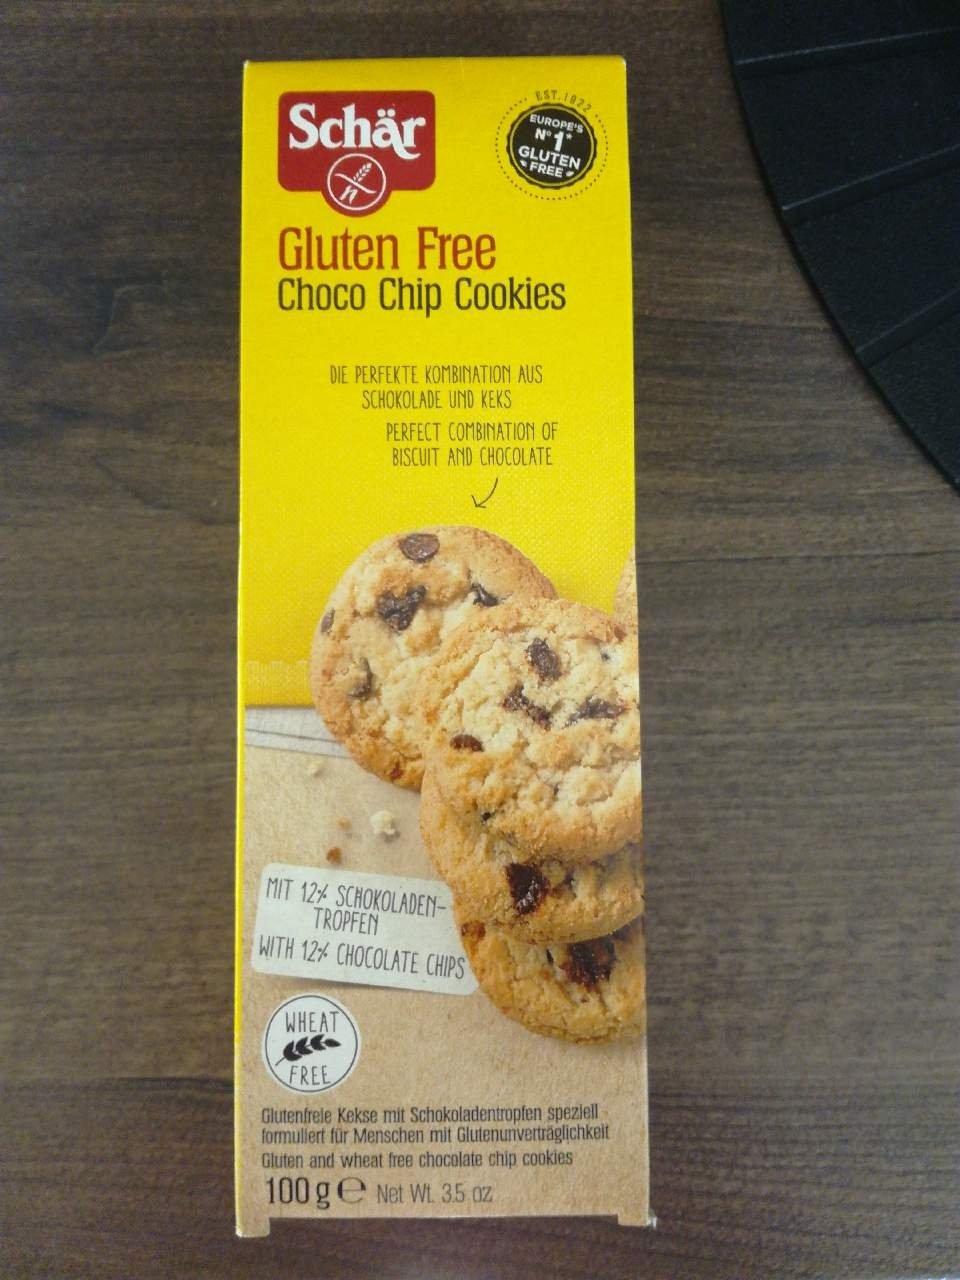 Schär
EST. 1922
EUROPE'S
N° 1*
GLUTEN
FREE
Gluten Free
Choco Chip Cookies
DIE PERFEKTE KOMBINATION AUS
SCHOKOLADE UND KEKS
PERFECT COMBINATION OF
BISCUIT AND CHOCOLATE
MIT 12% SCHOKOLADEN-
TROPFEN
WITH 12% CHOCOLATE CHIPS
WHEAT
FREE
Glutenfreie Kekse mit Schokoladentropfen speziell
formuliert für Menschen mit Glutenunverträglichkeit
Gluten and wheat free chocolate chip cookies
100 g ℮ Net Wt. 3.5 oz